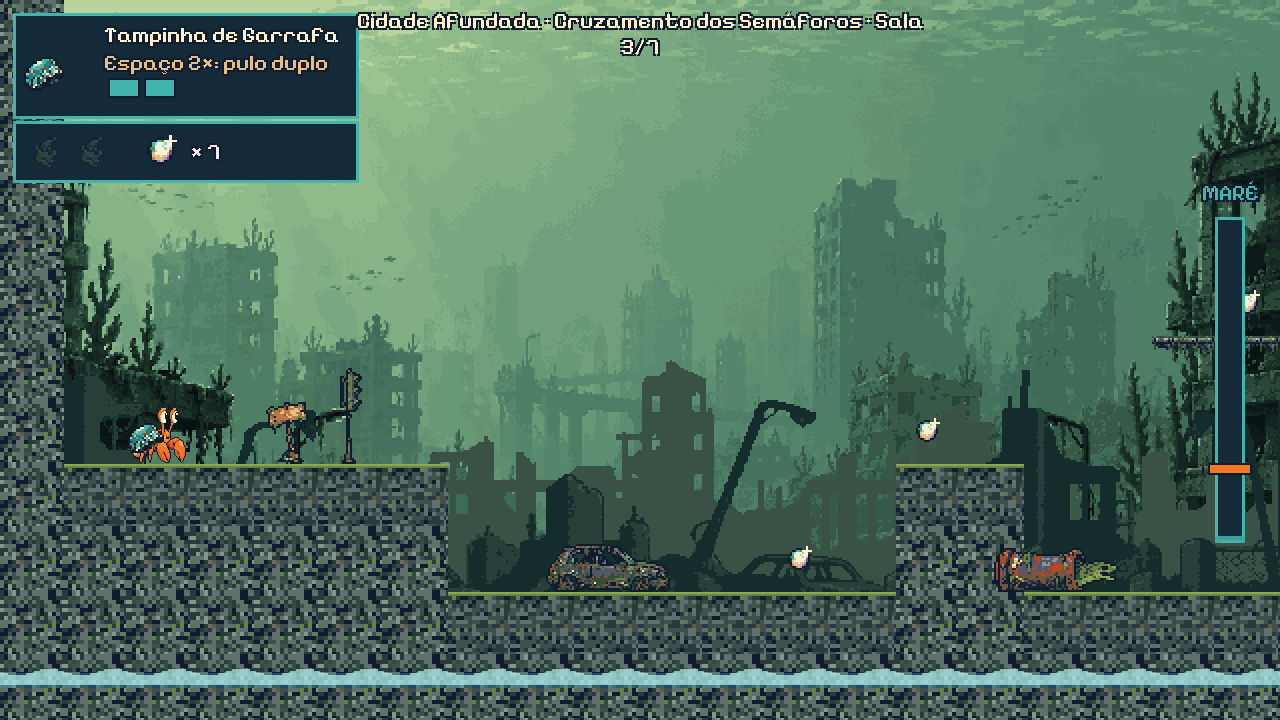 Tampinha de Garrafa
Espaço 2×: pulo duplo
× 7
Cidade Afundada · Cruzamento dos Semáforos · Sala
3/7
MARÉ